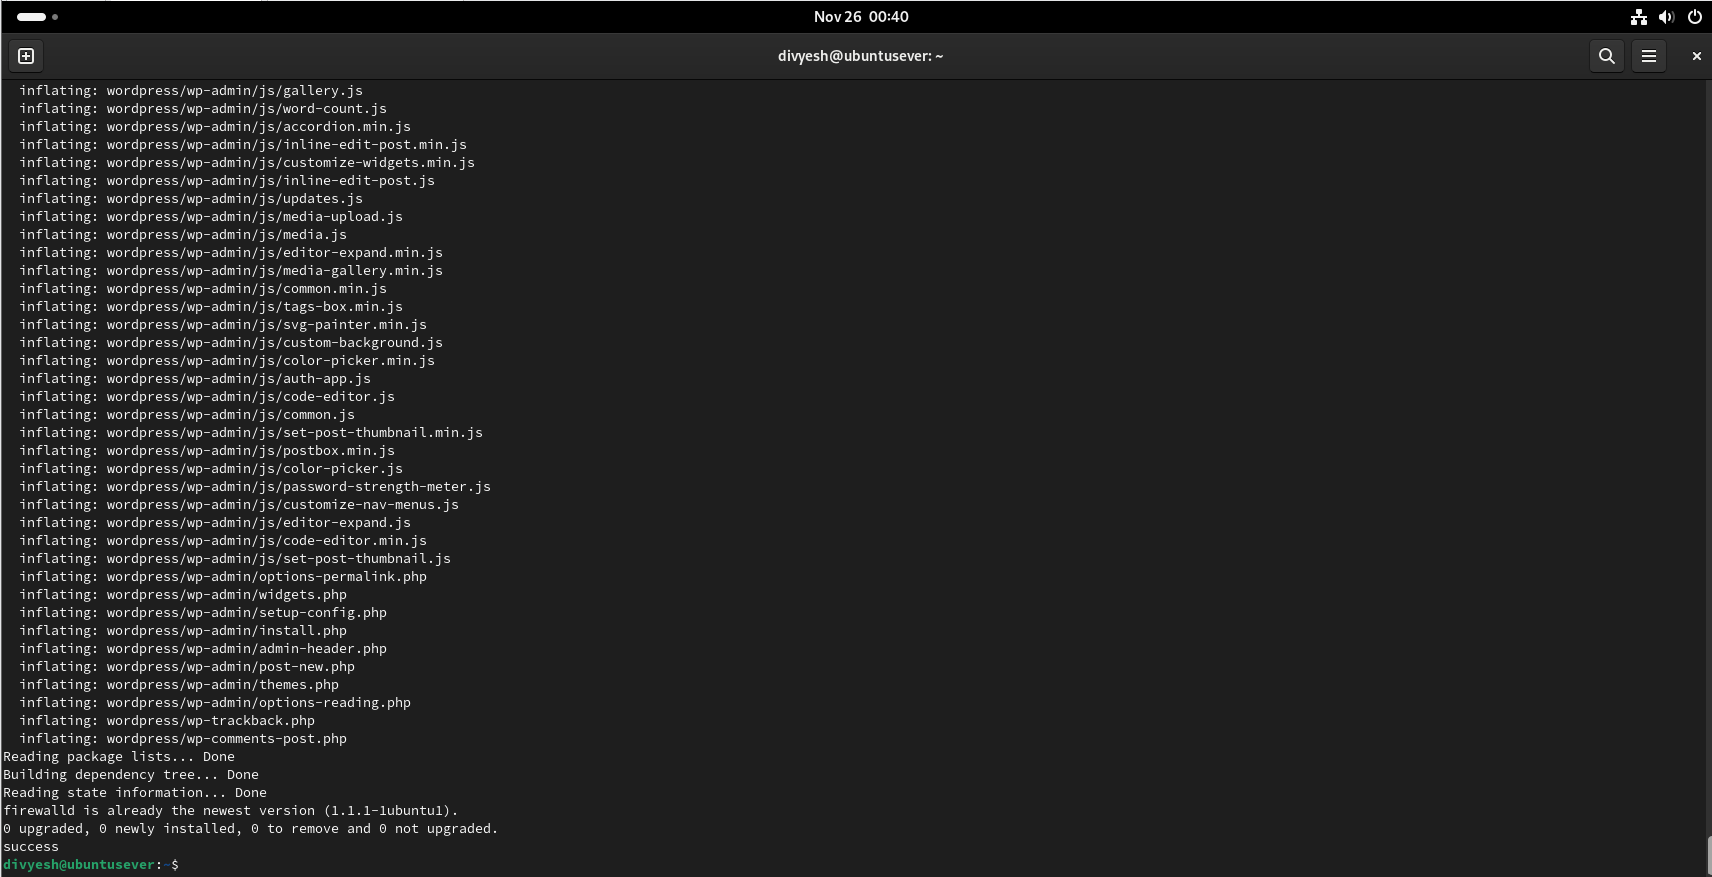 Nov 26 00:40
divyesh@ubuntusever: ~
inflating: wordpress/wp-admin/js/gallery.js
inflating: wordpress/wp-admin/js/word-count.js
inflating: wordpress/wp-admin/js/accordion.min.js
inflating: wordpress/wp-admin/js/inline-edit-post.min.js
inflating: wordpress/wp-admin/js/customize-widgets.min.js
inflating: wordpress/wp-admin/js/inline-edit-post.js
inflating: wordpress/wp-admin/js/updates.js
inflating: wordpress/wp-admin/js/media-upload.js
inflating: wordpress/wp-admin/js/media.js
inflating: wordpress/wp-admin/js/editor-expand.min.js
inflating: wordpress/wp-admin/js/media-gallery.min.js
inflating: wordpress/wp-admin/js/common.min.js
inflating: wordpress/wp-admin/js/tags-box.min.js
inflating: wordpress/wp-admin/js/svg-painter.min.js
inflating: wordpress/wp-admin/js/custom-background.js
inflating: wordpress/wp-admin/js/color-picker.min.js
inflating: wordpress/wp-admin/js/auth-app.js
inflating: wordpress/wp-admin/js/code-editor.js
inflating: wordpress/wp-admin/js/common.js
inflating: wordpress/wp-admin/js/set-post-thumbnail.min.js
inflating: wordpress/wp-admin/js/postbox.min.js
inflating: wordpress/wp-admin/js/color-picker.js
inflating: wordpress/wp-admin/js/password-strength-meter.js
inflating: wordpress/wp-admin/js/customize-nav-menus.js
inflating: wordpress/wp-admin/js/editor-expand.js
inflating: wordpress/wp-admin/js/code-editor.min.js
inflating: wordpress/wp-admin/js/set-post-thumbnail.js
inflating: wordpress/wp-admin/options-permalink.php
inflating: wordpress/wp-admin/widgets.php
inflating: wordpress/wp-admin/setup-config.php
inflating: wordpress/wp-admin/install.php
inflating: wordpress/wp-admin/admin-header.php
inflating: wordpress/wp-admin/post-new.php
inflating: wordpress/wp-admin/themes.php
inflating: wordpress/wp-admin/options-reading.php
inflating: wordpress/wp-trackback.php
inflating: wordpress/wp-comments-post.php
Reading package lists... Done
Building dependency tree... Done
Reading state information... Done
firewalld is already the newest version (1.1.1-1ubuntu1).
0 upgraded, 0 newly installed, 0 to remove and 0 not upgraded.
success
divyesh@ubuntusever:~$